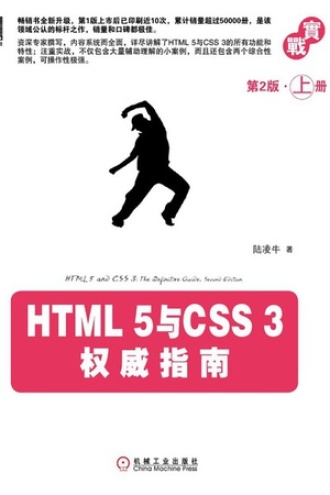 畅销书全新升级，第1版上市后已印刷近10次，累计销量超过50000册，是该
领域公认的标杆之作，销量和口碑都极佳。
资深专家撰写，内容系统而全面，详尽讲解了HTML 5与CSS 3的所有功能和
特性；注重实战，不仅包含大量辅助理解的小案例，而且还包含两个综合性
案例，可操作性极强。
實戰
第2版·上册
陆凌牛 著
HTML 5 and CSS 3: The Definitive Guide, Second Edition
HTML 5与CSS 3
权威指南
机械工业出版社
China Machine Press